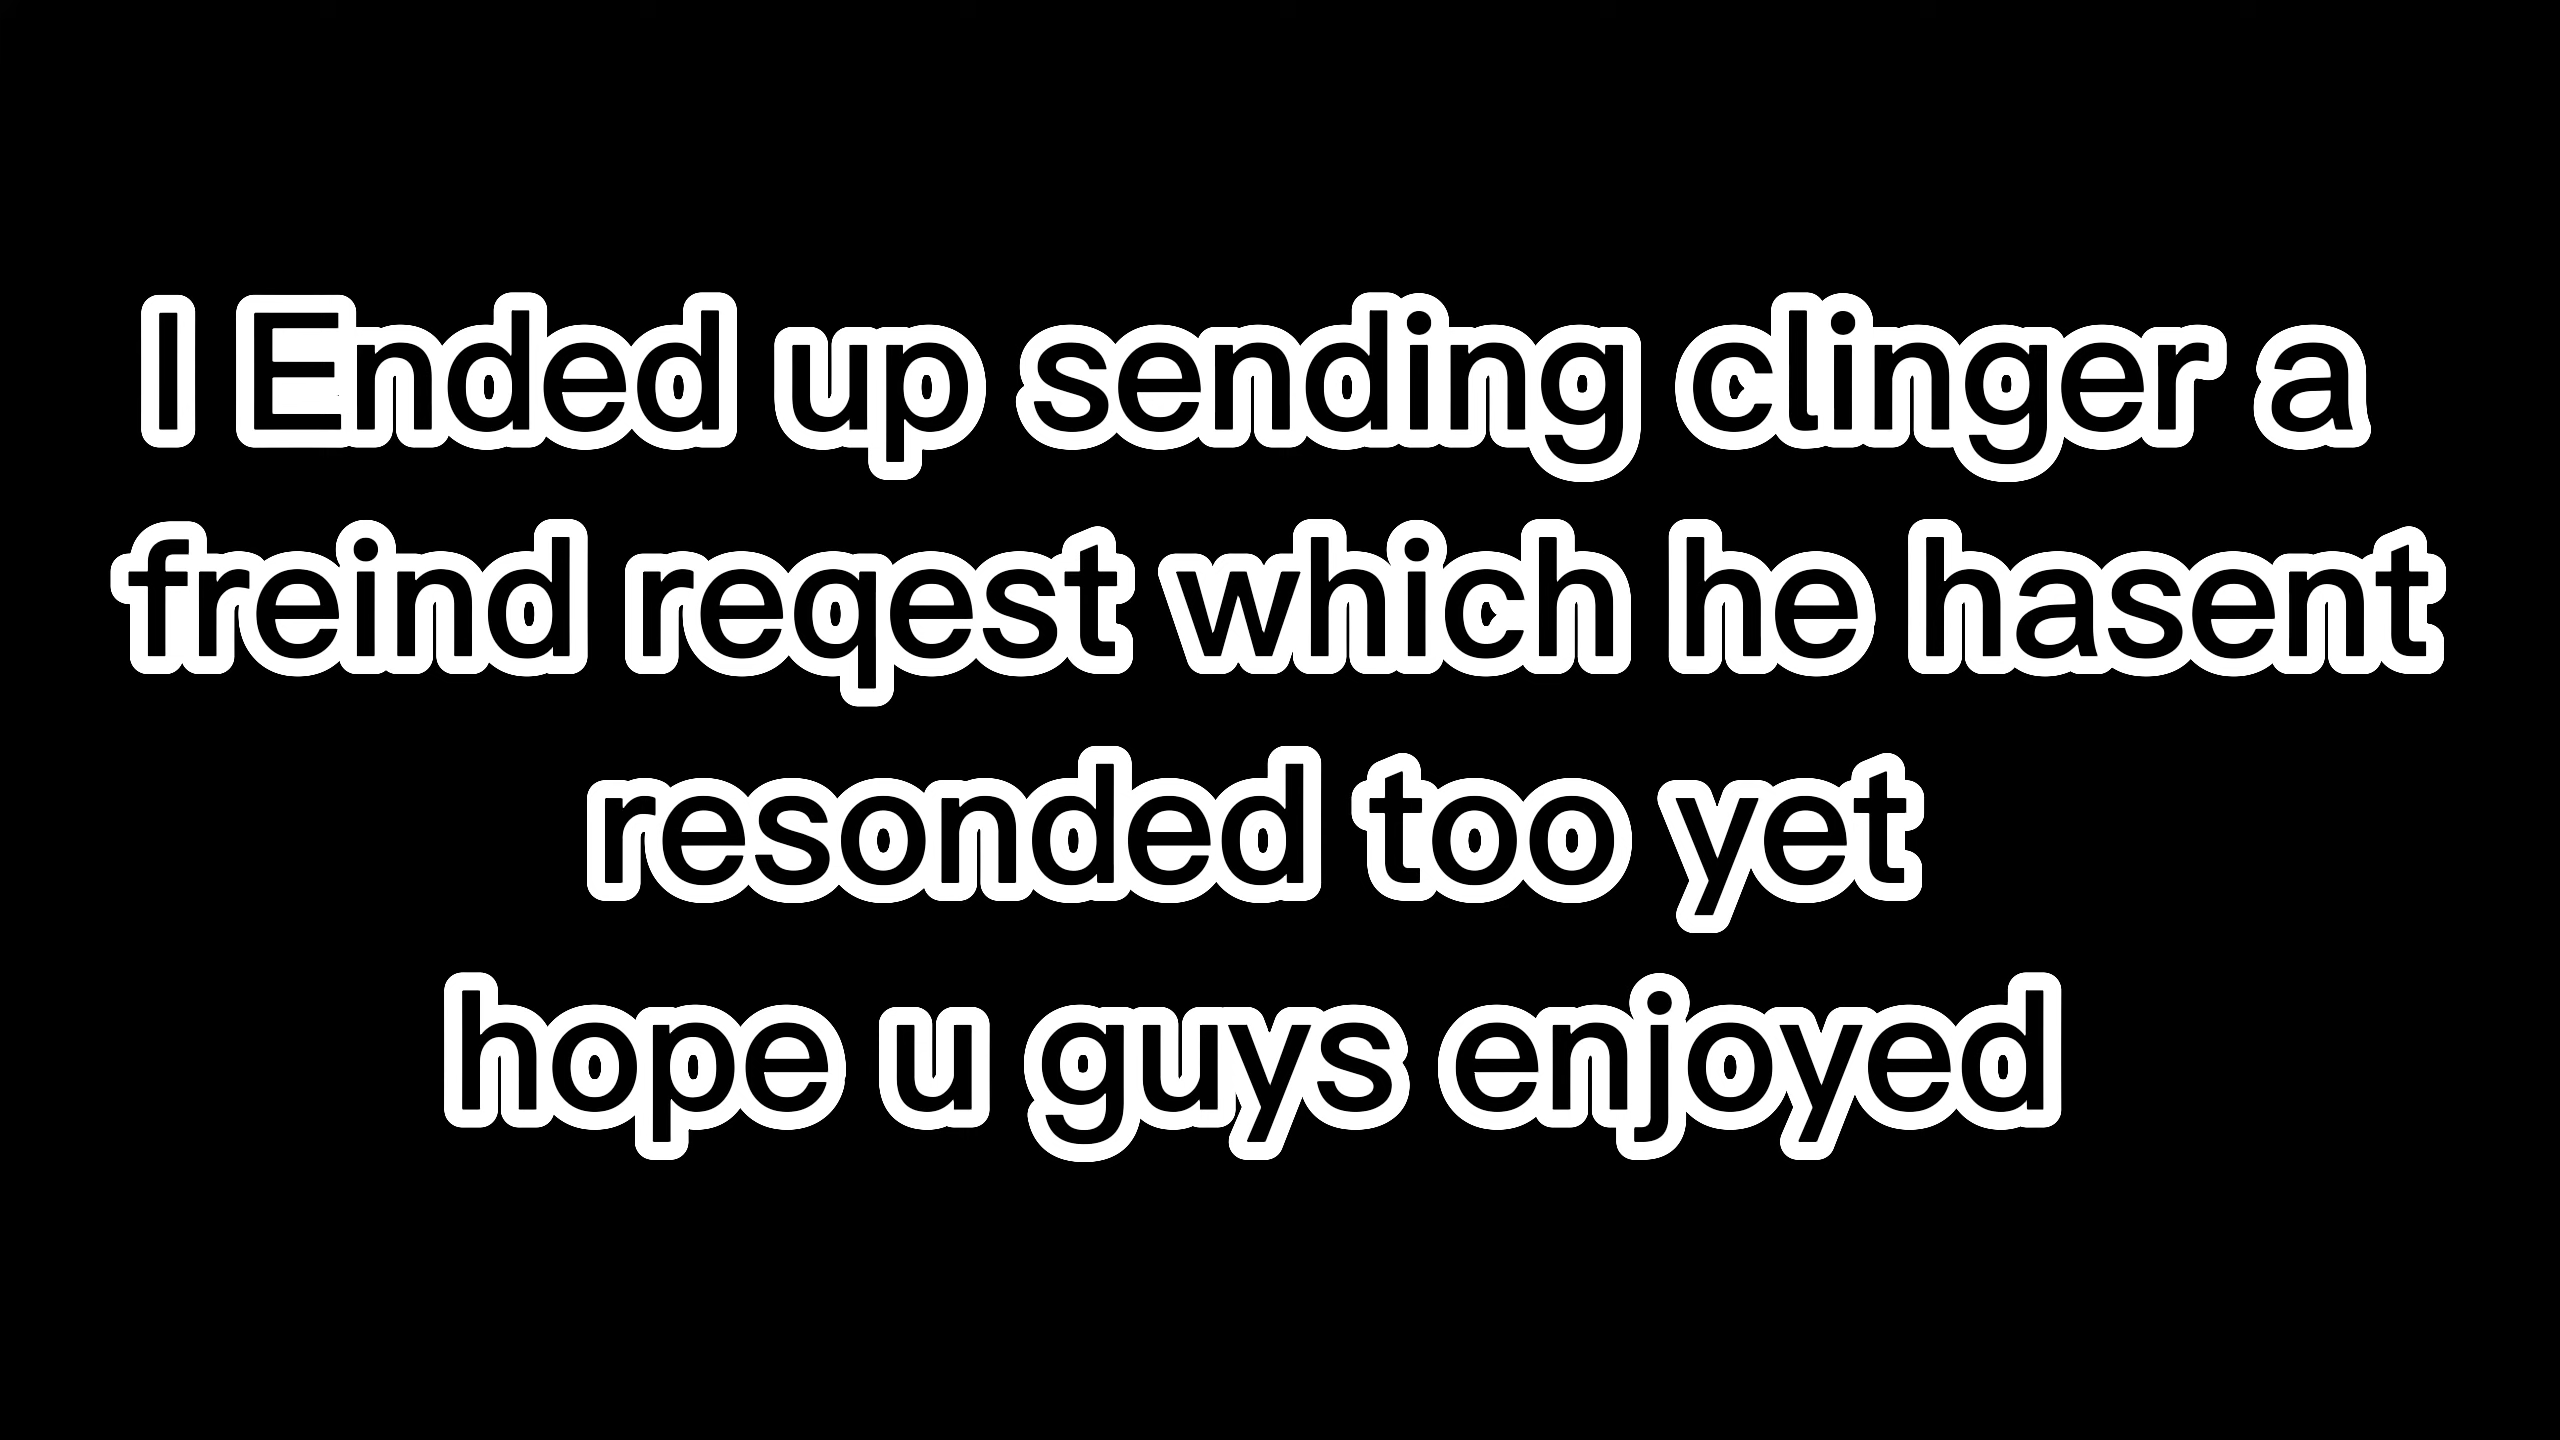 I Ended up sending clinger a
freind reqest which he hasent
resonded too yet
hope u guys enjoyed